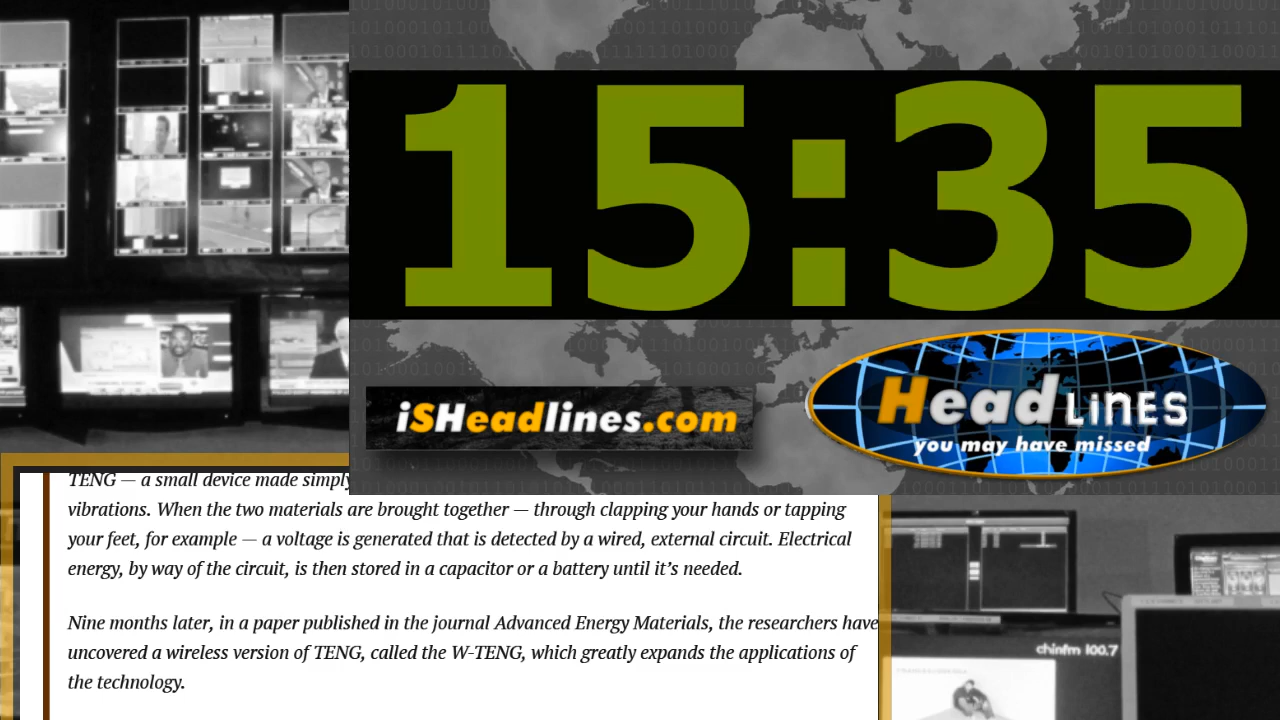 15:35
iSHeadlines.com
HeadLINES
you may have missed
TENG — a small device made simply
vibrations. When the two materials are brought together — through clapping your hands or tapping
your feet, for example — a voltage is generated that is detected by a wired, external circuit. Electrical
energy, by way of the circuit, is then stored in a capacitor or a battery until it’s needed.
Nine months later, in a paper published in the journal Advanced Energy Materials, the researchers have
uncovered a wireless version of TENG, called the W-TENG, which greatly expands the applications of
the technology.
chinfm 100.7